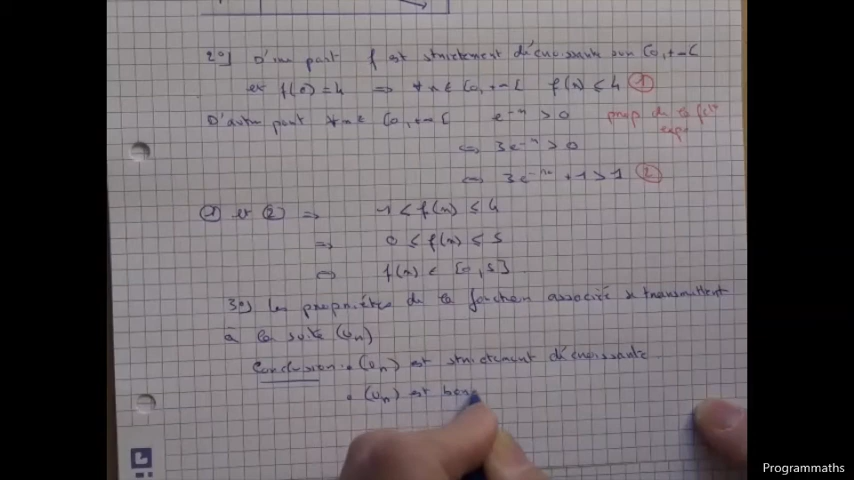 2°) D'une part f est strictement décroissante sur [0,+∞[
et f(0)=4 ⇒ ∀x∈ [0,+∞[ f(x) ≤ 4 ①
D'autre part ∀x∈ [0,+∞[ e⁻ˣ > 0 prop de la fct
expo
⇔ 3e⁻ˣ > 0
⇔ 3e⁻ˣ +1 > 1 ②
① et ② ⇒ 1 < f(x) ≤ 4
⇒ 0 ≤ f(x) ≤ 5
⇔ f(x) ∈ [0,5]
3°) Les propriétés de la fonction associée se transmettent
à la suite (Un)
Conclusion : • (Un) est strictement décroissante
• (Un) est
Programmaths